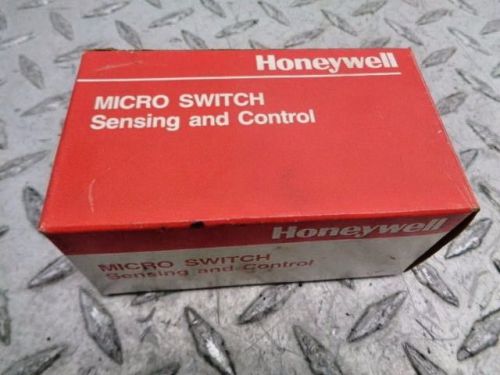 Honeywell
MICRO SWITCH
Sensing and Control
Honeywell
MICRO SWITCH
Sensing and Control